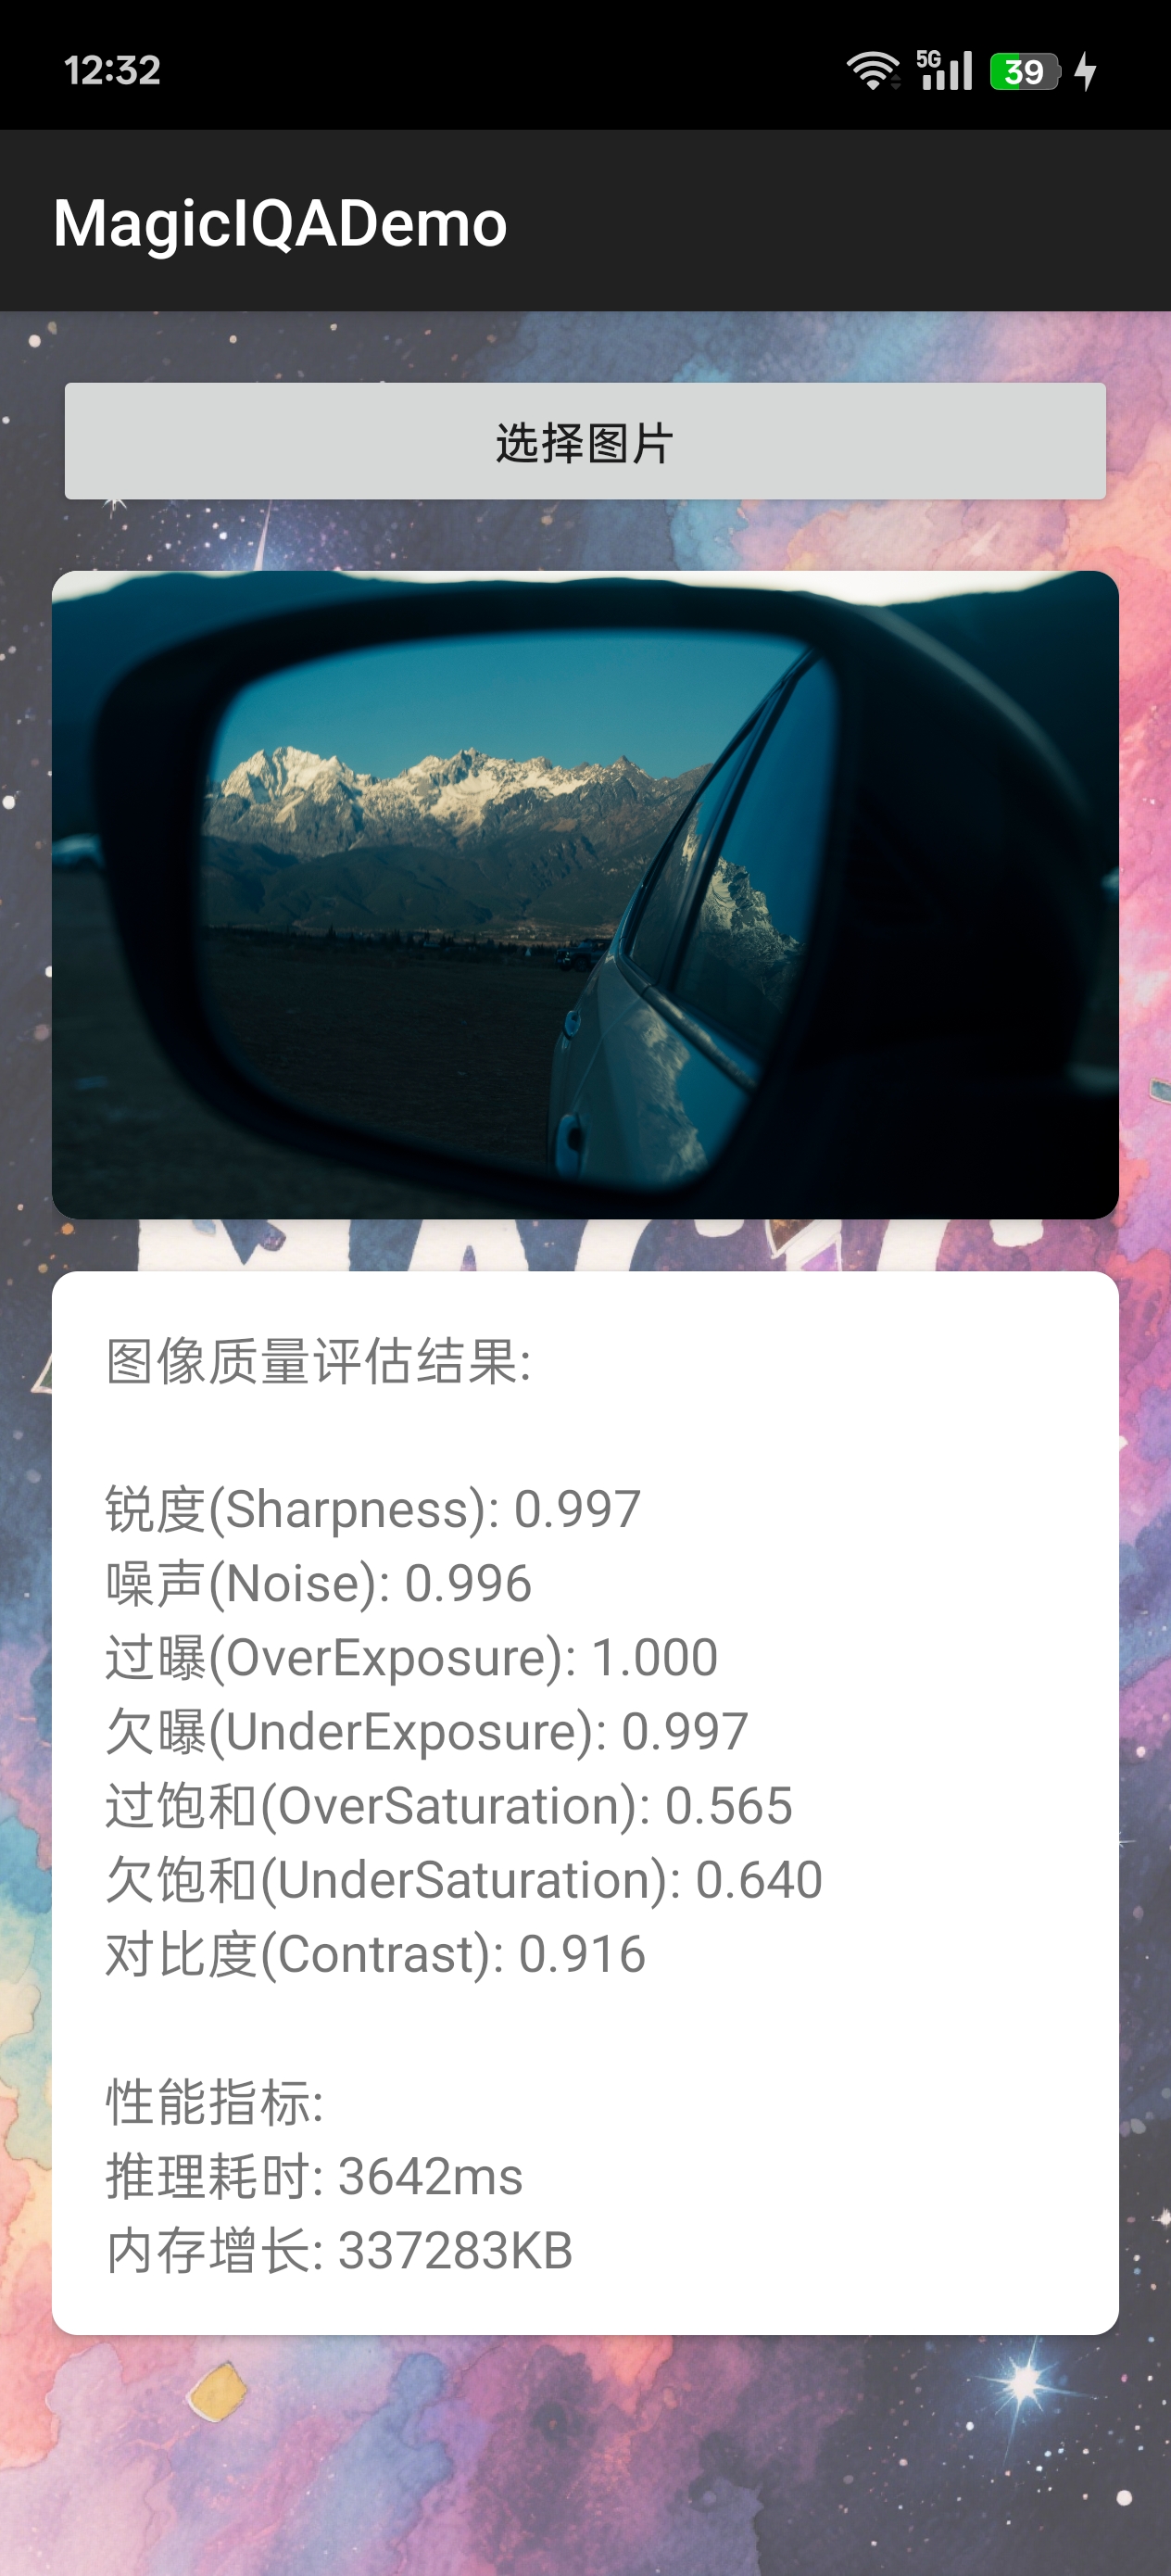 12:32
5G
39
MagicIQADemo
选择图片
图像质量评估结果:
锐度(Sharpness): 0.997
噪声(Noise): 0.996
过曝(OverExposure): 1.000
欠曝(UnderExposure): 0.997
过饱和(OverSaturation): 0.565
欠饱和(UnderSaturation): 0.640
对比度(Contrast): 0.916
性能指标:
推理耗时: 3642ms
内存增长: 337283KB